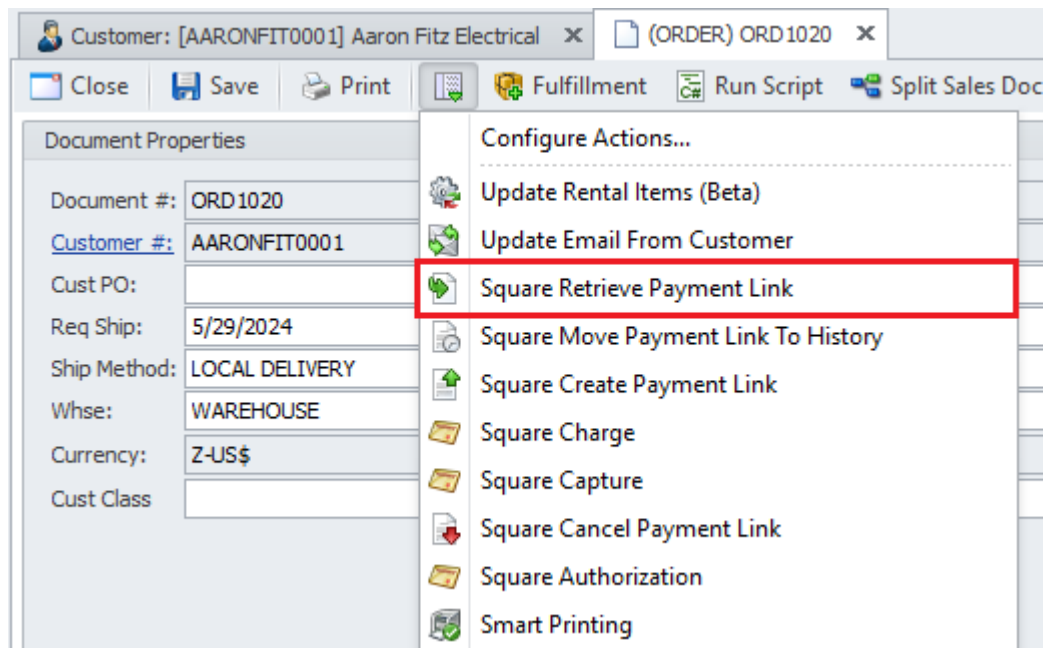 Customer: [AARONFIT0001] Aaron Fitz Electrical
(ORDER) ORD1020
Close Save Print Fulfillment C# Run Script Split Sales Doc
Document Properties
Document #: ORD1020
Customer #: AARONFIT0001
Cust PO:
Req Ship: 5/29/2024
Ship Method: LOCAL DELIVERY
Whse: WAREHOUSE
Currency: Z-US$
Cust Class
Configure Actions...
Update Rental Items (Beta)
Update Email From Customer
Square Retrieve Payment Link
Square Move Payment Link To History
Square Create Payment Link
Square Charge
Square Capture
Square Cancel Payment Link
Square Authorization
Smart Printing